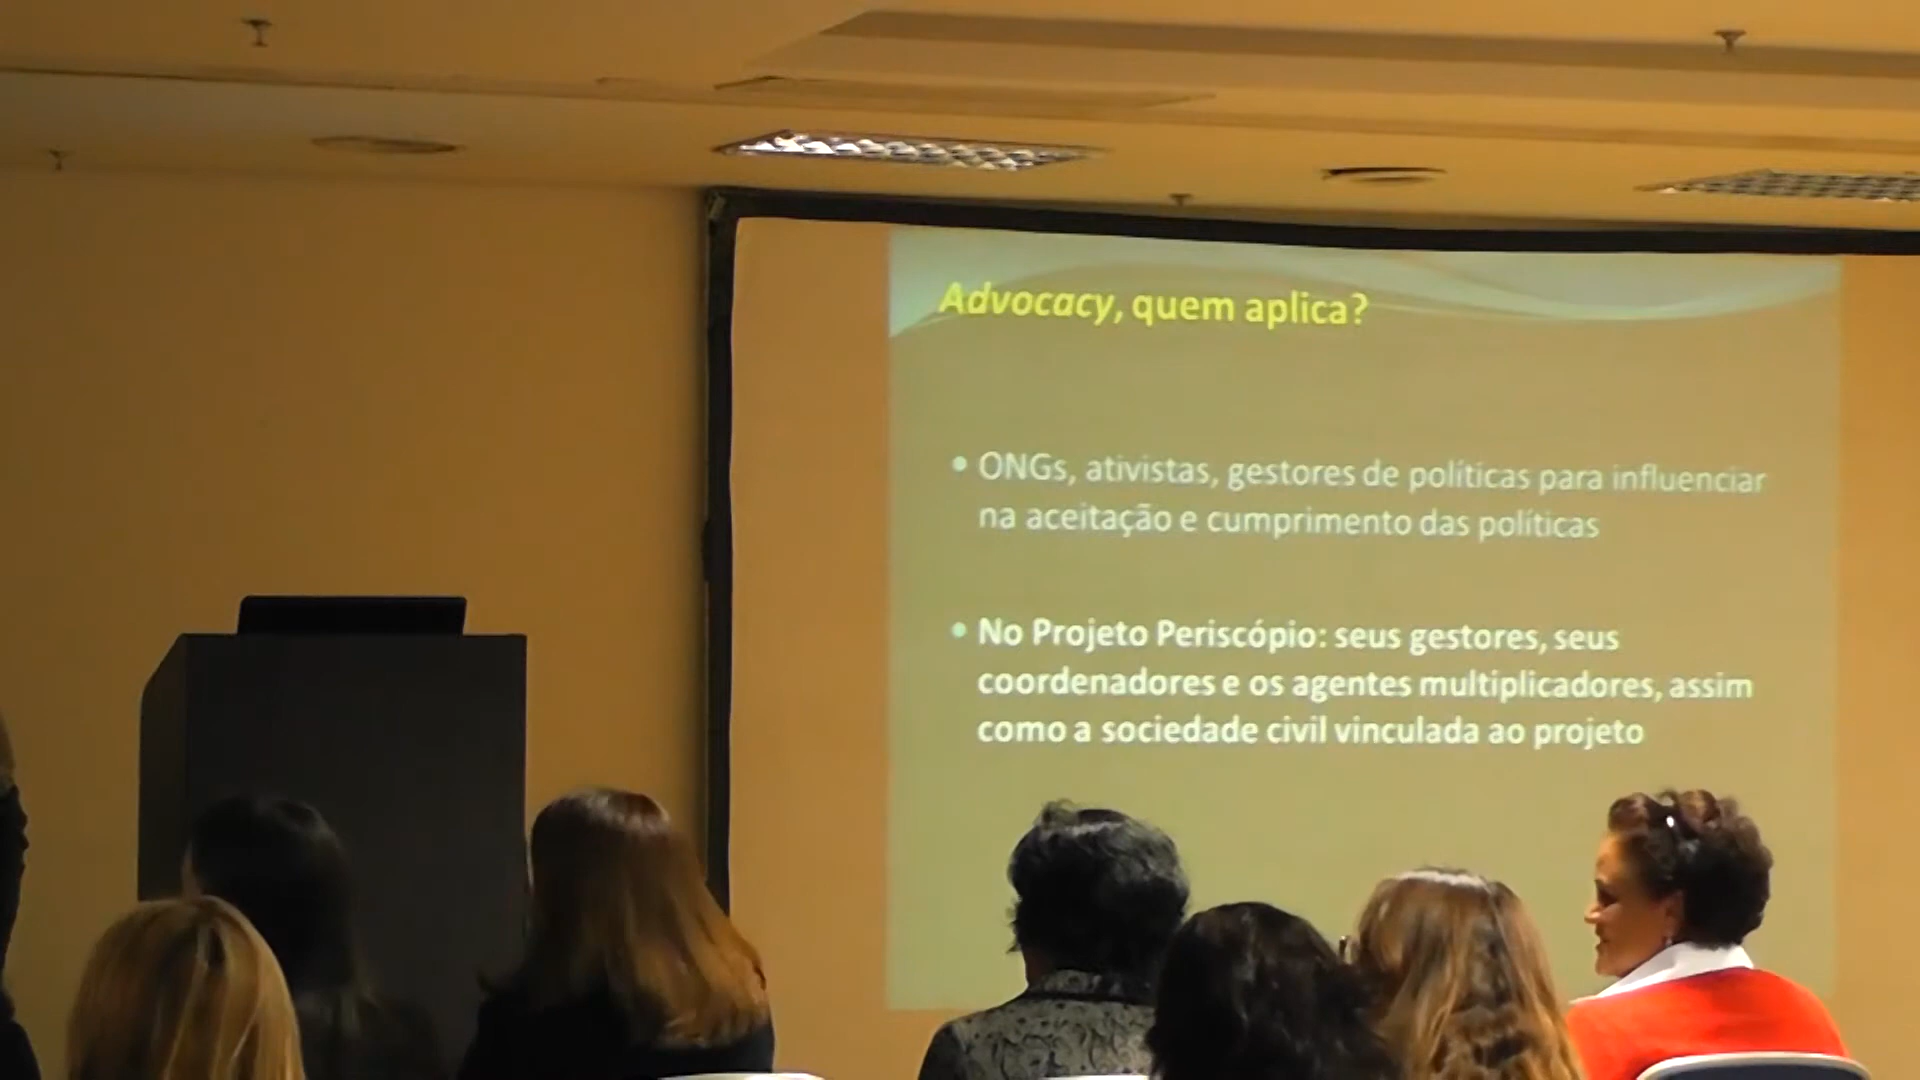 Advocacy, quem aplica?
• ONGs, ativistas, gestores de políticas para influenciar
na aceitação e cumprimento das políticas
• No Projeto Periscópio: seus gestores, seus
coordenadores e os agentes multiplicadores, assim
como a sociedade civil vinculada ao projeto